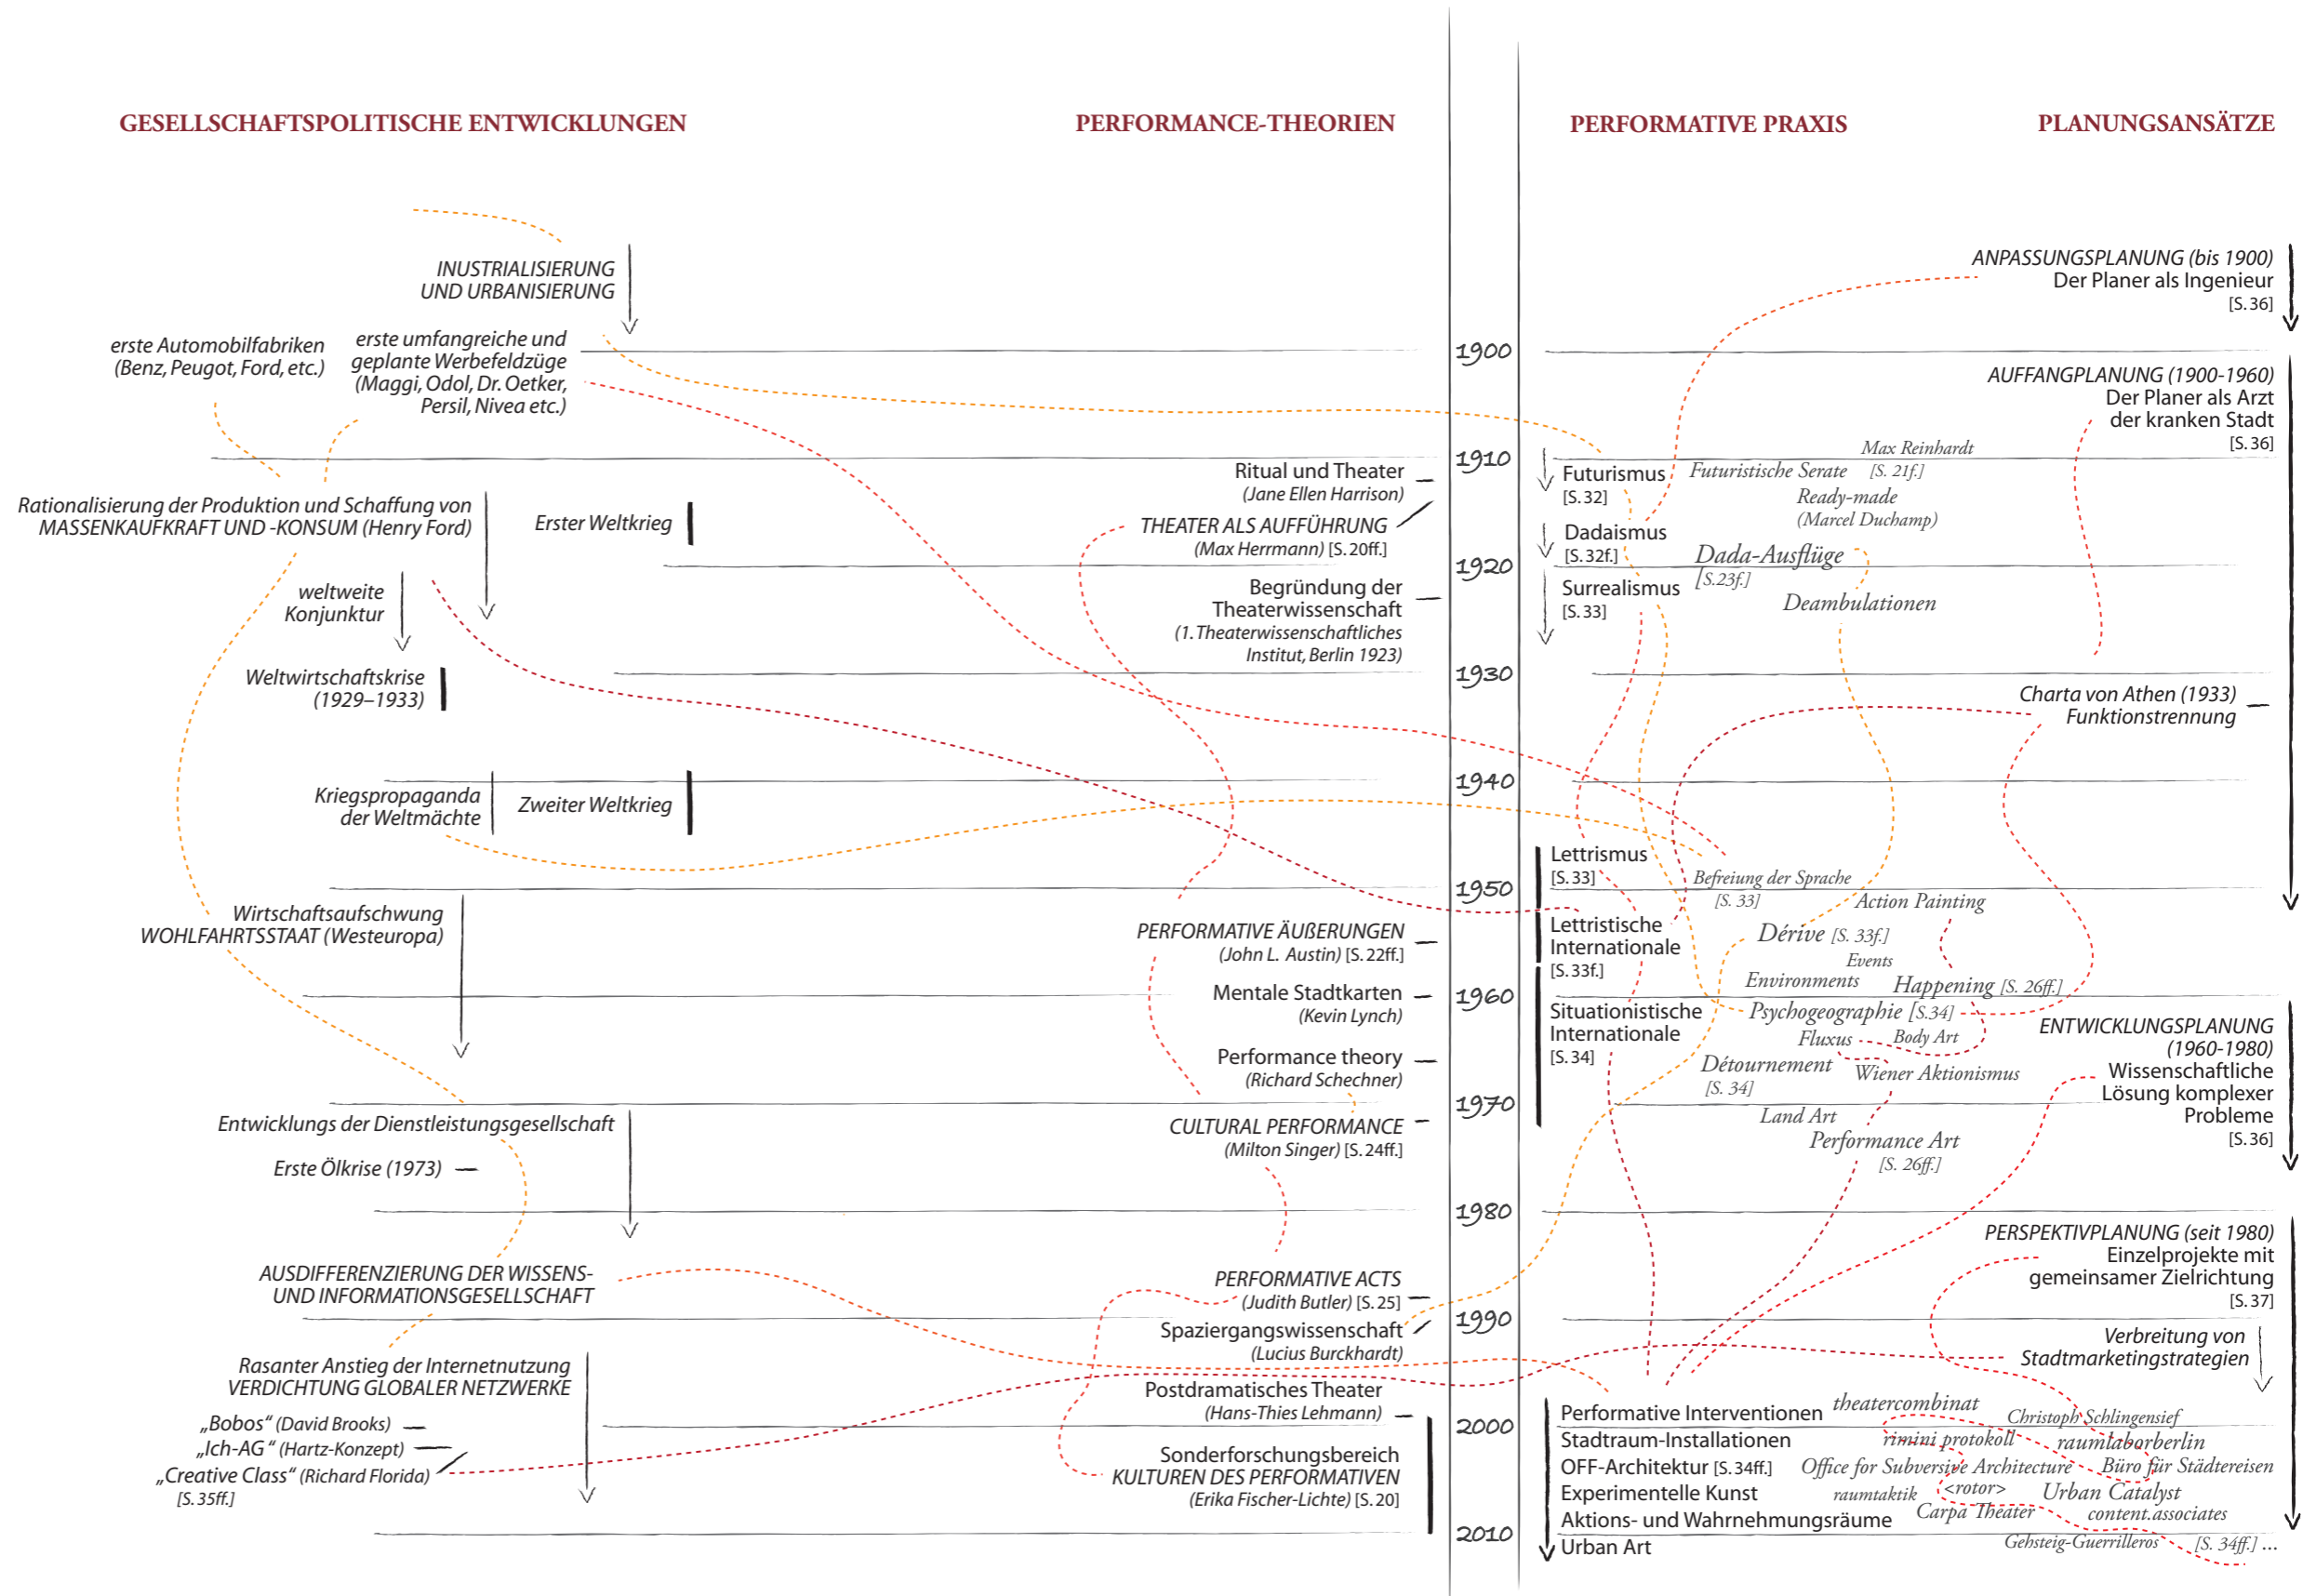 GESELLSCHAFTSPOLITISCHE ENTWICKLUNGEN
INUSTRIALISIERUNG
UND URBANISIERUNG
erste Automobilfabriken
(Benz, Peugot, Ford, etc.)
erste umfangreiche und
geplante Werbefeldzüge
(Maggi, Odol, Dr. Oetker,
Persil, Nivea etc.)
Rationalisierung der Produktion und Schaffung von
MASSENKAUFKRAFT UND -KONSUM (Henry Ford)
Erster Weltkrieg
weltweite
Konjunktur
Weltwirtschaftskrise
(1929–1933)
Kriegspropaganda
der Weltmächte
Zweiter Weltkrieg
Wirtschaftsaufschwung
WOHLFAHRTSSTAAT (Westeuropa)
Entwicklungs der Dienstleistungsgesellschaft
Erste Ölkrise (1973)
AUSDIFFERENZIERUNG DER WISSENS-
UND INFORMATIONSGESELLSCHAFT
Rasanter Anstieg der Internetnutzung
VERDICHTUNG GLOBALER NETZWERKE
„Bobos“ (David Brooks)
„Ich-AG“ (Hartz-Konzept)
„Creative Class“ (Richard Florida)
[S. 35ff.]
PERFORMANCE-THEORIEN
Ritual und Theater
(Jane Ellen Harrison)
THEATER ALS AUFFÜHRUNG
(Max Herrmann) [S. 20ff.]
Begründung der
Theaterwissenschaft
(1. Theaterwissenschaftliches
Institut, Berlin 1923)
PERFORMATIVE ÄUßERUNGEN
(John L. Austin) [S. 22ff.]
Mentale Stadtkarten
(Kevin Lynch)
Performance theory
(Richard Schechner)
CULTURAL PERFORMANCE
(Milton Singer) [S. 24ff.]
PERFORMATIVE ACTS
(Judith Butler) [S. 25]
Spaziergangswissenschaft
(Lucius Burckhardt)
Postdramatisches Theater
(Hans-Thies Lehmann)
Sonderforschungsbereich
KULTUREN DES PERFORMATIVEN
(Erika Fischer-Lichte) [S. 20]
1900
1910
1920
1930
1940
1950
1960
1970
1980
1990
2000
2010
PERFORMATIVE PRAXIS
Futurismus
[S. 32]
Futuristische Serate
Max Reinhardt
[S. 21f.]
Ready-made
(Marcel Duchamp)
Dadaismus
[S. 32f.]
Dada-Ausflüge
[S.23f.]
Surrealismus
[S. 33]
Deambulationen
Lettrismus
[S. 33]
Befreiung der Sprache
[S. 33]
Action Painting
Lettristische
Internationale
[S. 33f.]
Dérive [S. 33f.]
Events
Environments
Happening [S. 26ff.]
Situationistische
Internationale
[S. 34]
Psychogeographie [S.34]
Fluxus
Body Art
Détournement
[S. 34]
Wiener Aktionismus
Land Art
Performance Art
[S. 26ff.]
Performative Interventionen
Stadtraum-Installationen
OFF-Architektur [S. 34ff.]
Experimentelle Kunst
Aktions- und Wahrnehmungsräume
Urban Art
theatercombinat
Christoph Schlingensief
rimini protokoll
raumlaborberlin
Office for Subversive Architecture
Büro für Städtereisen
raumtaktik
<rotor>
Urban Catalyst
Carpa Theater
content.associates
Gehsteig-Guerrilleros
[S. 34ff.] ...
PLANUNGSANSÄTZE
ANPASSUNGSPLANUNG (bis 1900)
Der Planer als Ingenieur
[S. 36]
AUFFANGPLANUNG (1900-1960)
Der Planer als Arzt
der kranken Stadt
[S. 36]
Charta von Athen (1933)
Funktionstrennung
ENTWICKLUNGSPLANUNG
(1960-1980)
Wissenschaftliche
Lösung komplexer
Probleme
[S. 36]
PERSPEKTIVPLANUNG (seit 1980)
Einzelprojekte mit
gemeinsamer Zielrichtung
[S. 37]
Verbreitung von
Stadtmarketingstrategien